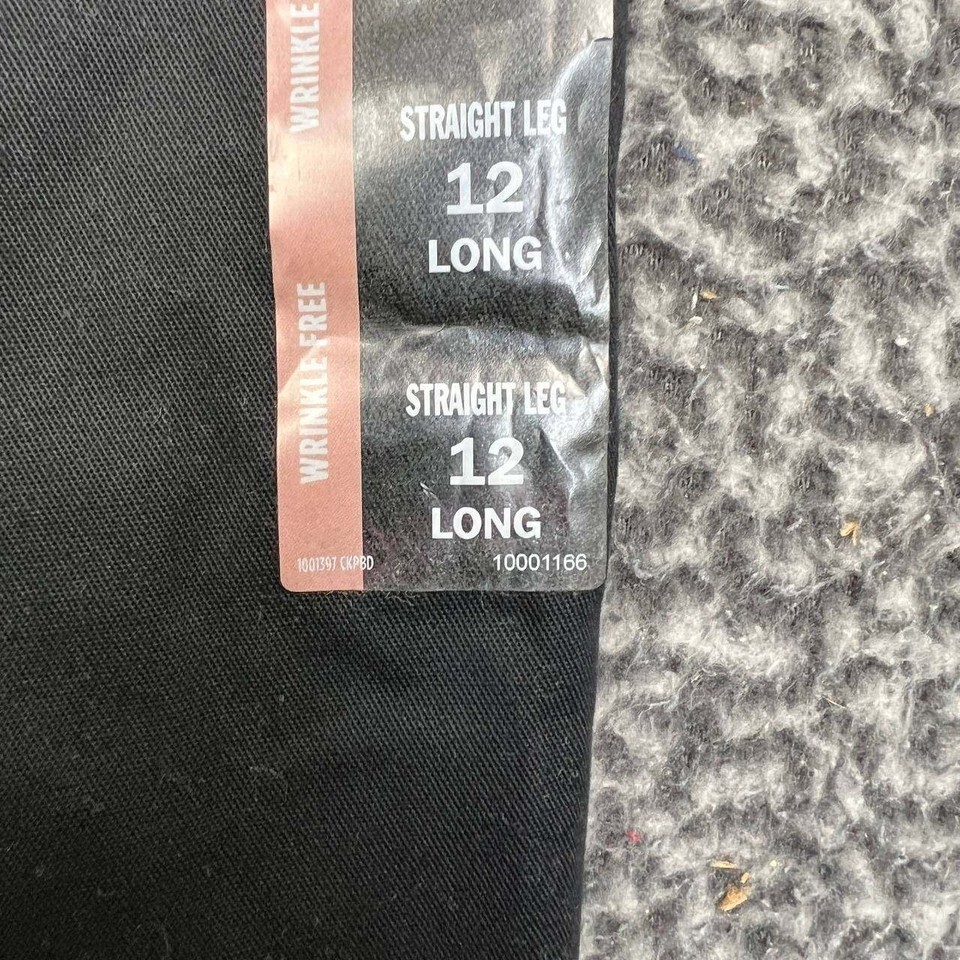 WRINKLE
STRAIGHT LEG
12
LONG
WRINKLE FREE
STRAIGHT LEG
12
LONG
1001397 CKPBD
10001166